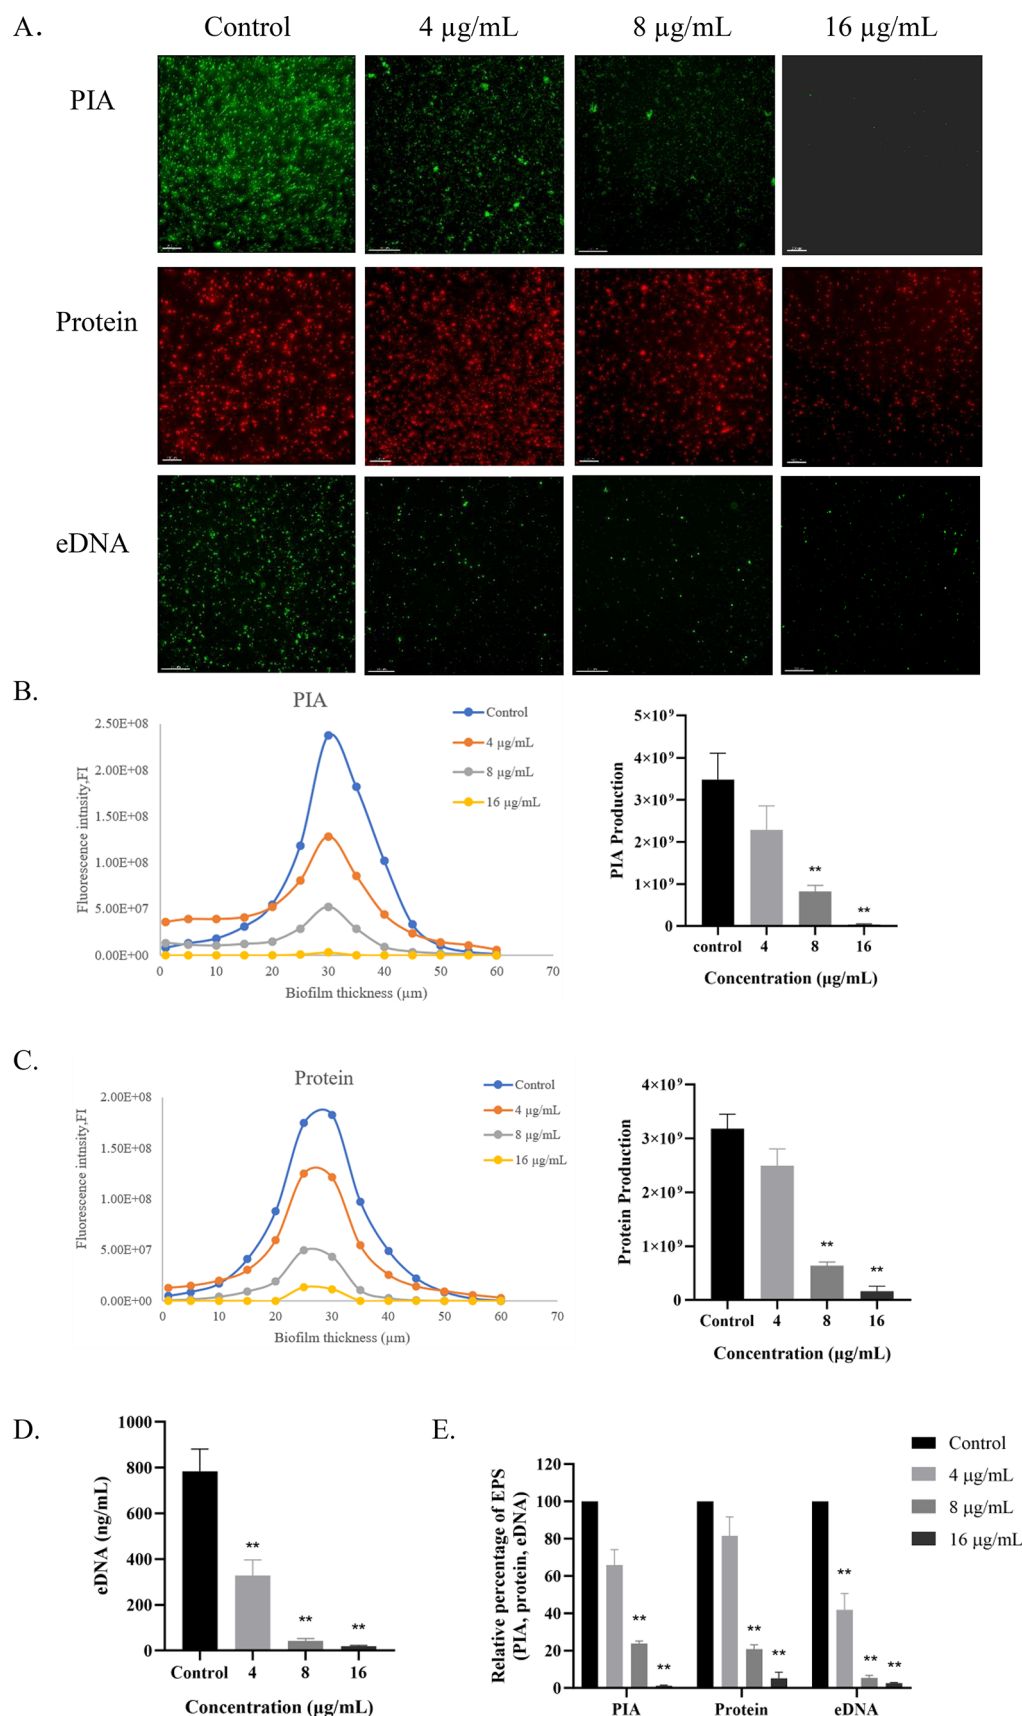 A.
Control 4 µg/mL 8 µg/mL 16 µg/mL
PIA
Protein
eDNA
B.
PIA
Fluorescence intnsity,FI
2.50E+08
2.00E+08
1.50E+08
1.00E+08
5.00E+07
0.00E+00
0 10 20 30 40 50 60 70
Biofilm thickness (µm)
Control
4 µg/mL
8 µg/mL
16 µg/mL
PIA Production
5×10⁹
4×10⁹
3×10⁹
2×10⁹
1×10⁹
0
** **
control 4 8 16
Concentration (µg/mL)
C.
Protein
Fluorescence intnsity,FI
2.00E+08
1.50E+08
1.00E+08
5.00E+07
0.00E+00
0 10 20 30 40 50 60 70
Biofilm thickness (µm)
Control
4 µg/mL
8 µg/mL
16 µg/mL
Protein Production
4×10⁹
3×10⁹
2×10⁹
1×10⁹
0
** **
Control 4 8 16
Concentration (µg/mL)
D.
eDNA (ng/mL)
1000
800
600
400
200
0
** ** **
Control 4 8 16
Concentration (µg/mL)
E.
Relative percentage of EPS
(PIA, protein, eDNA)
120
100
80
60
40
20
0
** ** ** ** ** ** **
PIA Protein eDNA
Control
4 µg/mL
8 µg/mL
16 µg/mL